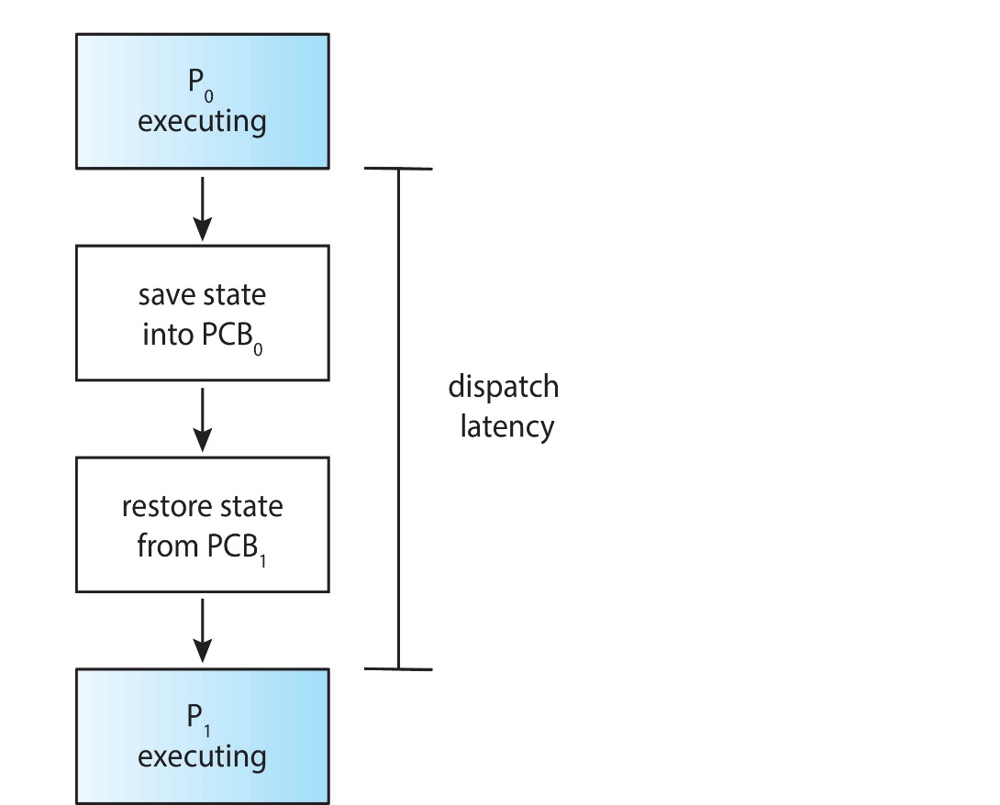 P₀
executing
save state
into PCB₀
dispatch
latency
restore state
from PCB₁
P₁
executing